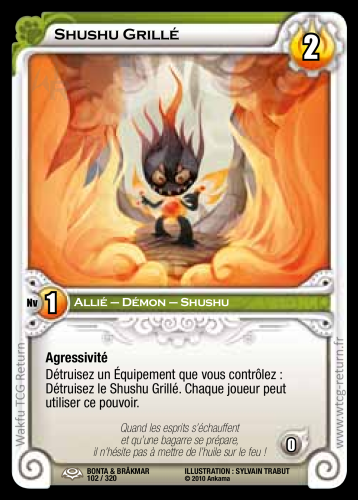 SHUSHU GRILLÉ
2
Nv 1
ALLIÉ – DÉMON – SHUSHU
Agressivité
Détruisez un Équipement que vous contrôlez :
Détruisez le Shushu Grillé. Chaque joueur peut
utiliser ce pouvoir.
Quand les esprits s'échauffent
et qu'une bagarre se prépare,
il n'hésite pas à mettre de l'huile sur le feu !
0
BONTA & BRÂKMAR
102 / 320
ILLUSTRATION : SYLVAIN TRABUT
© 2010 Ankama
Wakfu TCG Return
www.wtcg-return.fr